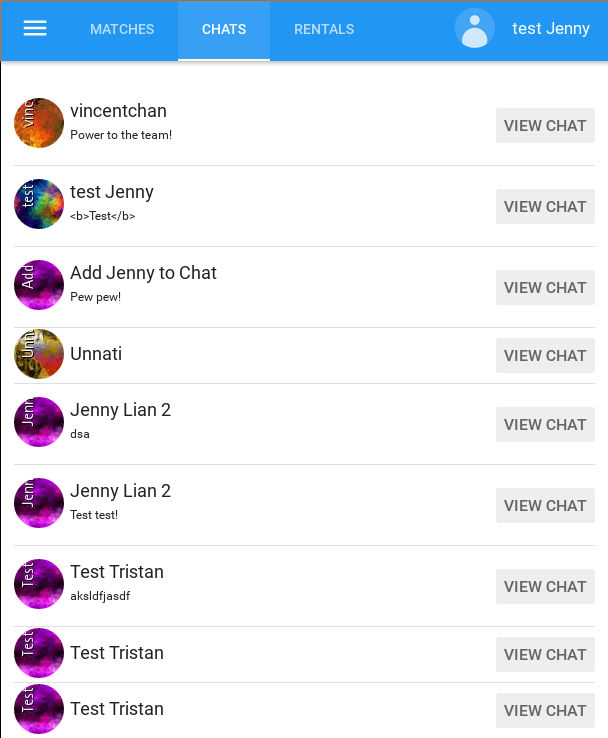 MATCHES CHATS RENTALS test Jenny
vinc vincentchan
Power to the team!
VIEW CHAT
test test Jenny
<b>Test</b>
VIEW CHAT
Add Add Jenny to Chat
Pew pew!
VIEW CHAT
Unn Unnati
VIEW CHAT
Jenn Jenny Lian 2
dsa
VIEW CHAT
Jenn Jenny Lian 2
Test test!
VIEW CHAT
Test Test Tristan
aksldfjasdf
VIEW CHAT
Test Test Tristan
VIEW CHAT
Test Test Tristan
VIEW CHAT